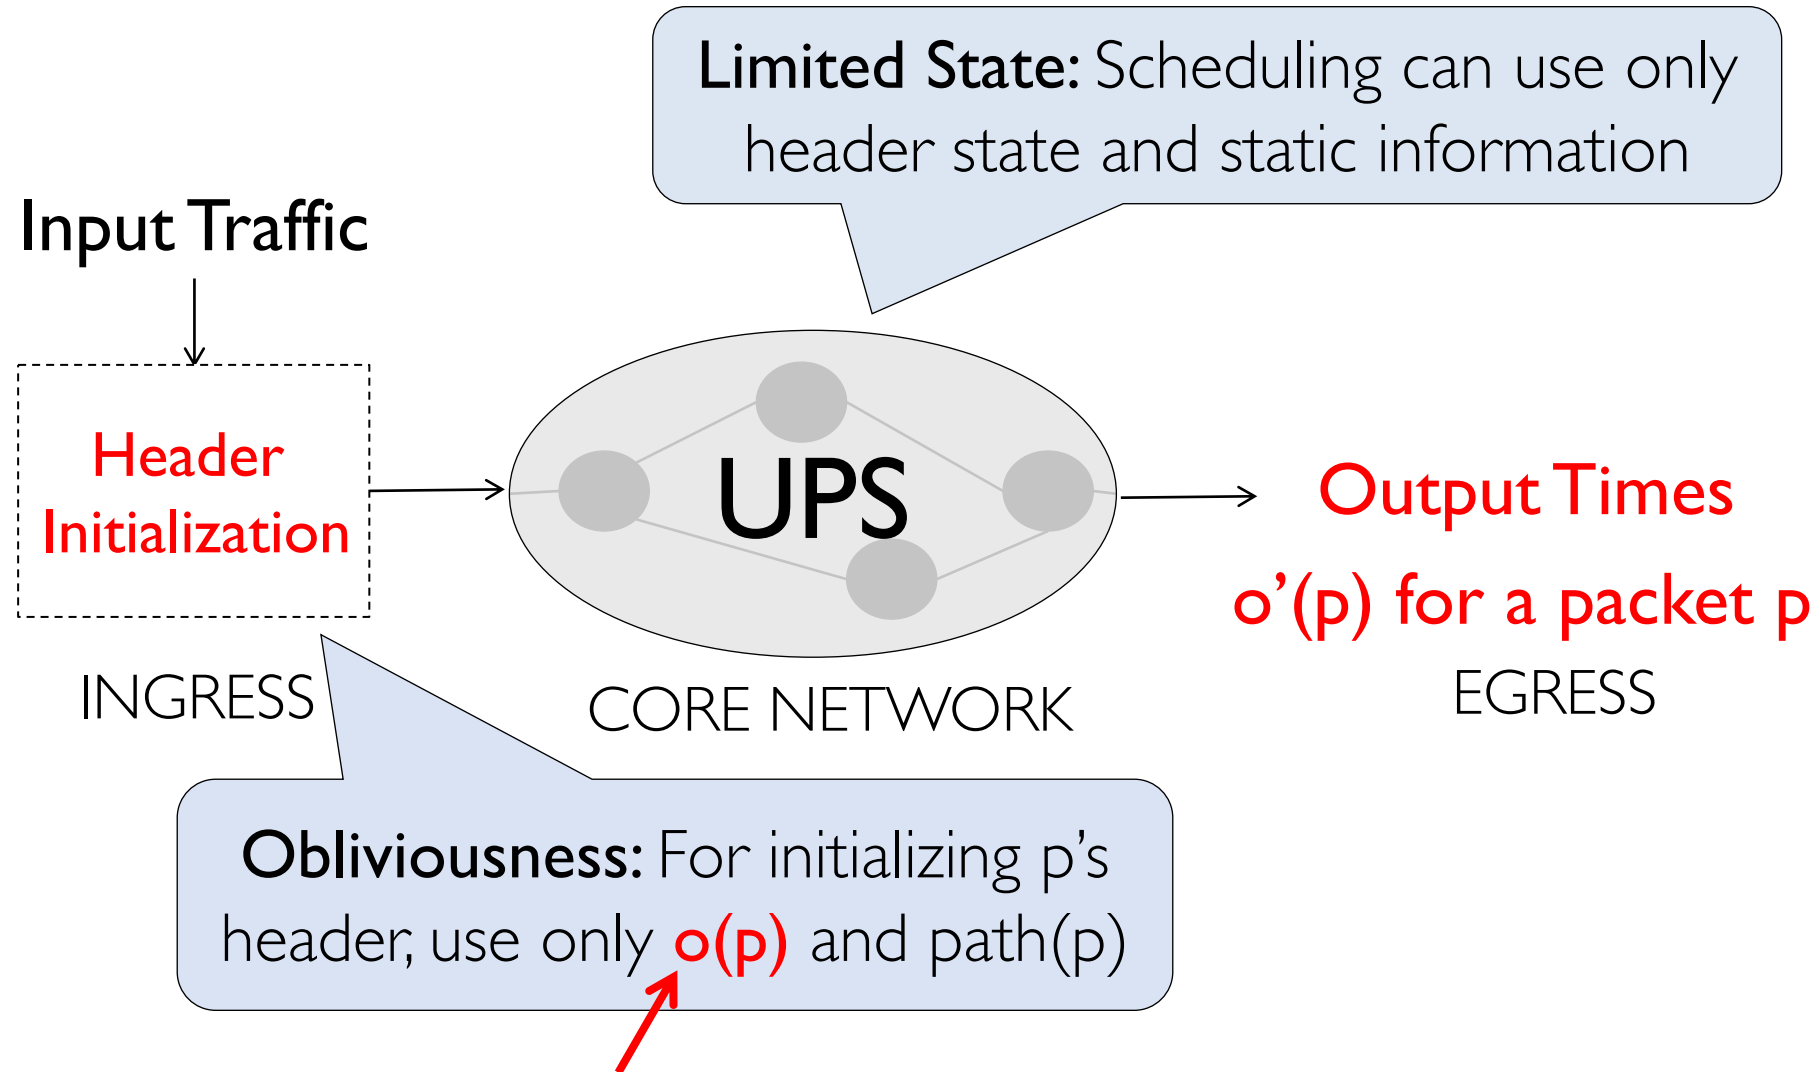 Limited State: Scheduling can use only
header state and static information
Input Traffic
Header
Initialization
UPS
Output Times
o’(p) for a packet p
INGRESS
CORE NETWORK
EGRESS
Obliviousness: For initializing p’s
header, use only o(p) and path(p)